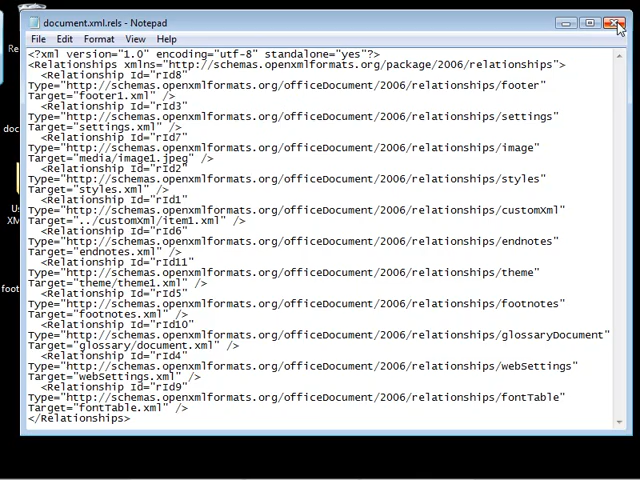 document.xml.rels - Notepad
File Edit Format View Help
<?xml version="1.0" encoding="utf-8" standalone="yes"?>
<Relationships xmlns="http://schemas.openxmlformats.org/package/2006/relationships">
<Relationship Id="rId8"
Type="http://schemas.openxmlformats.org/officeDocument/2006/relationships/footer"
Target="footer1.xml" />
<Relationship Id="rId3"
Type="http://schemas.openxmlformats.org/officeDocument/2006/relationships/settings"
Target="settings.xml" />
<Relationship Id="rId7"
Type="http://schemas.openxmlformats.org/officeDocument/2006/relationships/image"
Target="media/image1.jpeg" />
<Relationship Id="rId2"
Type="http://schemas.openxmlformats.org/officeDocument/2006/relationships/styles"
Target="styles.xml" />
<Relationship Id="rId1"
Type="http://schemas.openxmlformats.org/officeDocument/2006/relationships/customXml"
Target="../customXml/item1.xml" />
<Relationship Id="rId6"
Type="http://schemas.openxmlformats.org/officeDocument/2006/relationships/endnotes"
Target="endnotes.xml" />
<Relationship Id="rId11"
Type="http://schemas.openxmlformats.org/officeDocument/2006/relationships/theme"
Target="theme/theme1.xml" />
<Relationship Id="rId5"
Type="http://schemas.openxmlformats.org/officeDocument/2006/relationships/footnotes"
Target="footnotes.xml" />
<Relationship Id="rId10"
Type="http://schemas.openxmlformats.org/officeDocument/2006/relationships/glossaryDocument"
Target="glossary/document.xml" />
<Relationship Id="rId4"
Type="http://schemas.openxmlformats.org/officeDocument/2006/relationships/webSettings"
Target="webSettings.xml" />
<Relationship Id="rId9"
Type="http://schemas.openxmlformats.org/officeDocument/2006/relationships/fontTable"
Target="fontTable.xml" />
</Relationships>
Re
doc
Us
XM
foot